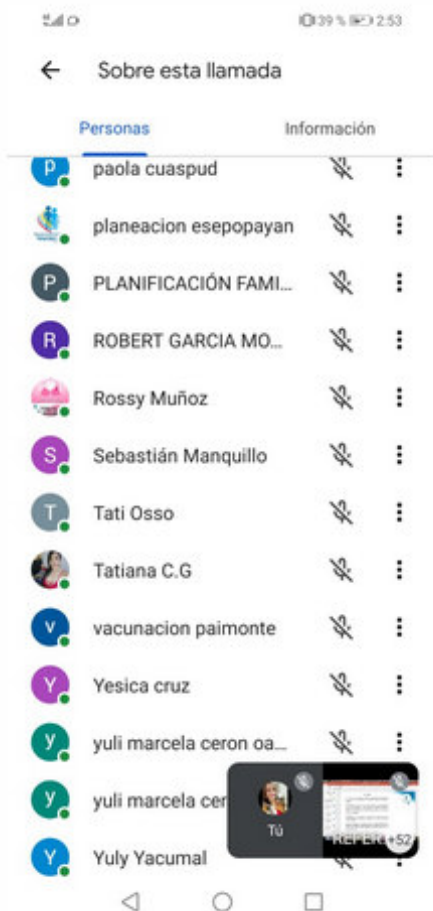 39 % 2:53
Sobre esta llamada
Personas
Información
P paola cuaspud
planeacion esepopayan
P PLANIFICACIÓN FAMI...
R ROBERT GARCIA MO...
Rossy Muñoz
S Sebastián Manquillo
T Tati Osso
Tatiana C.G
v vacunacion paimonte
Y Yesica cruz
y yuli marcela ceron oa...
y yuli marcela cer
Tú
+52
Y Yuly Yacumal